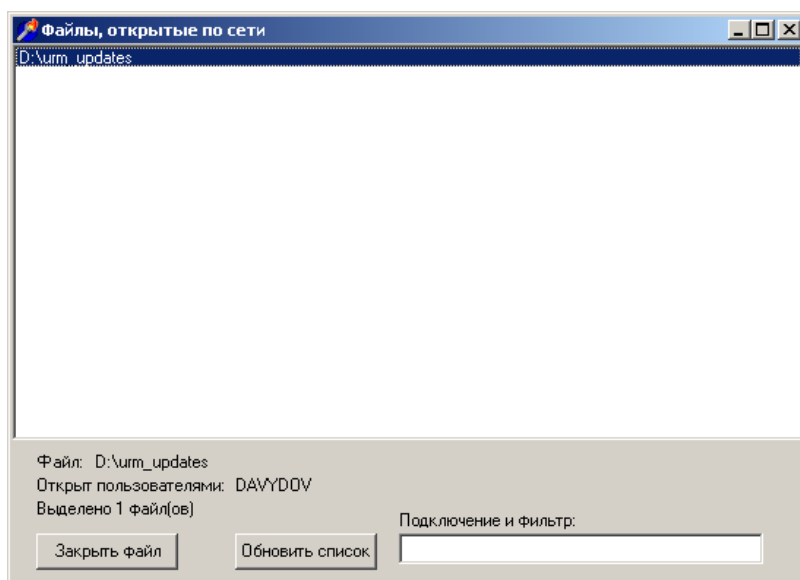 Файлы, открытые по сети
D:\urm_updates
Файл: D:\urm_updates
Открыт пользователями: DAVYDOV
Выделено 1 файл(ов)
Подключение и фильтр:
Закрыть файл
Обновить список